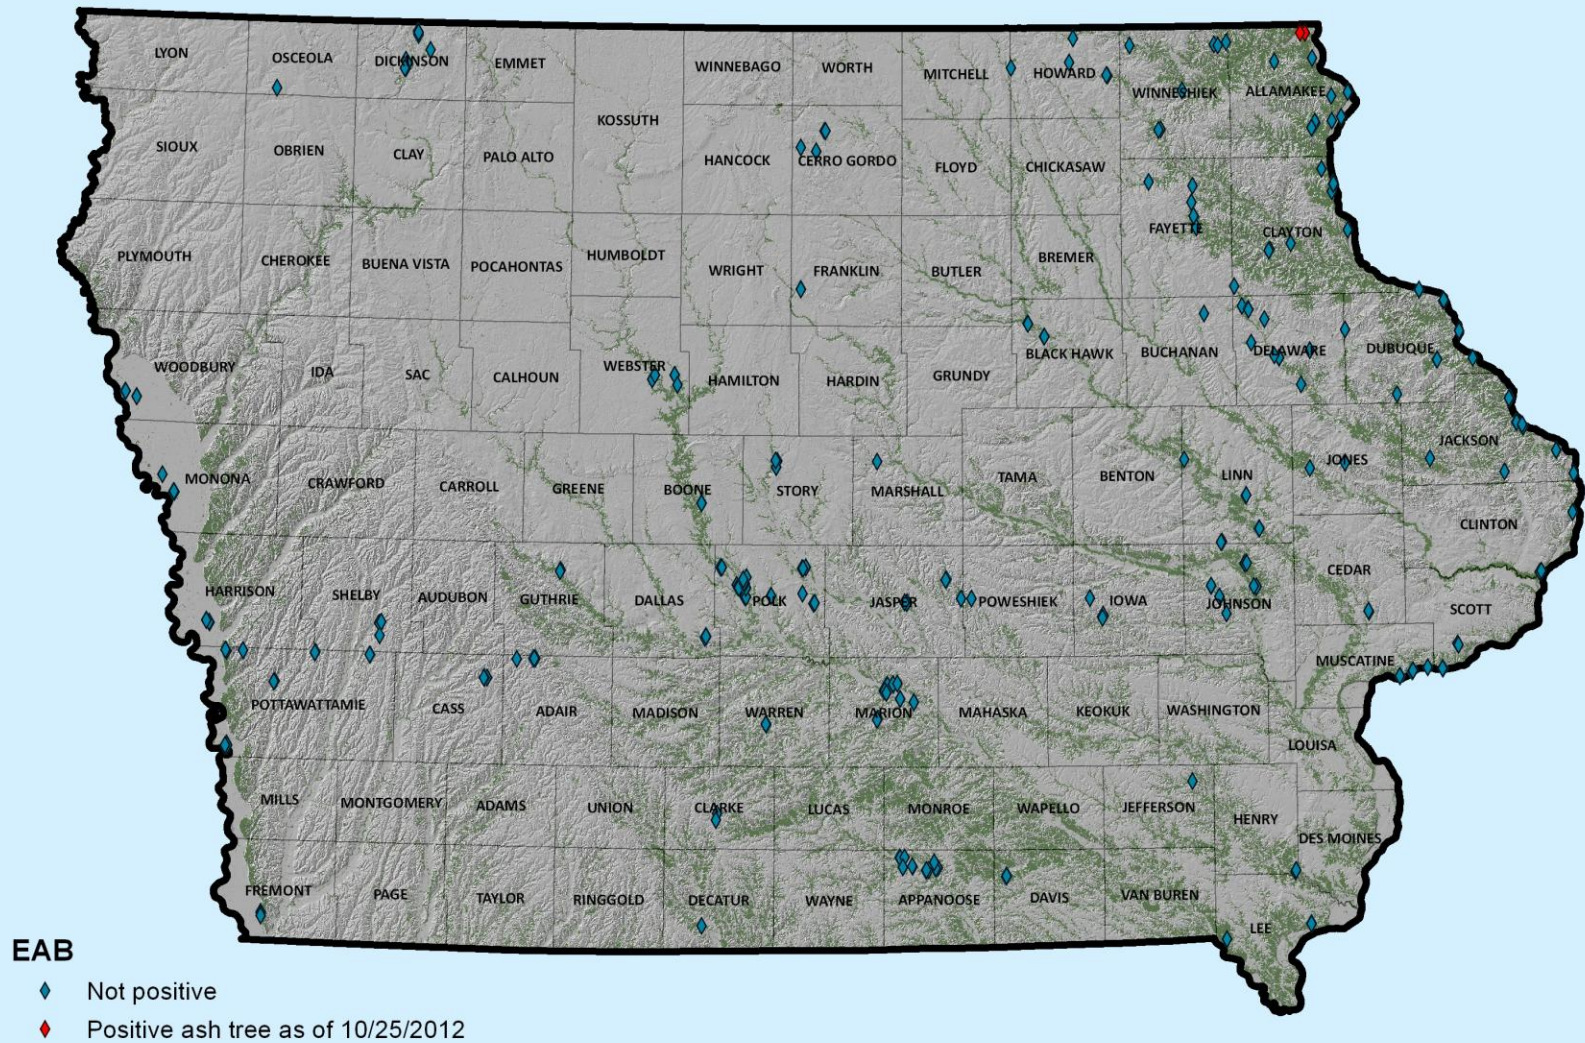 LYON
OSCEOLA
DICKINSON
EMMET
WINNEBAGO
WORTH
MITCHELL
HOWARD
WINNESHIEK
ALLAMAKEE
KOSSUTH
SIOUX
OBRIEN
CLAY
PALO ALTO
HANCOCK
CERRO GORDO
FLOYD
CHICKASAW
FAYETTE
CLAYTON
PLYMOUTH
CHEROKEE
BUENA VISTA
POCAHONTAS
HUMBOLDT
WRIGHT
FRANKLIN
BUTLER
BREMER
WOODBURY
IDA
SAC
CALHOUN
WEBSTER
HAMILTON
HARDIN
GRUNDY
BLACK HAWK
BUCHANAN
DELAWARE
DUBUQUE
MONONA
CRAWFORD
CARROLL
GREENE
BOONE
STORY
MARSHALL
TAMA
BENTON
LINN
JONES
JACKSON
CLINTON
HARRISON
SHELBY
AUDUBON
GUTHRIE
DALLAS
POLK
JASPER
POWESHIEK
IOWA
JOHNSON
CEDAR
SCOTT
MUSCATINE
POTTAWATTAMIE
CASS
ADAIR
MADISON
WARREN
MARION
MAHASKA
KEOKUK
WASHINGTON
LOUISA
MILLS
MONTGOMERY
ADAMS
UNION
CLARKE
LUCAS
MONROE
WAPELLO
JEFFERSON
HENRY
DES MOINES
FREMONT
PAGE
TAYLOR
RINGGOLD
DECATUR
WAYNE
APPANOOSE
DAVIS
VAN BUREN
LEE
EAB
Not positive
Positive ash tree as of 10/25/2012